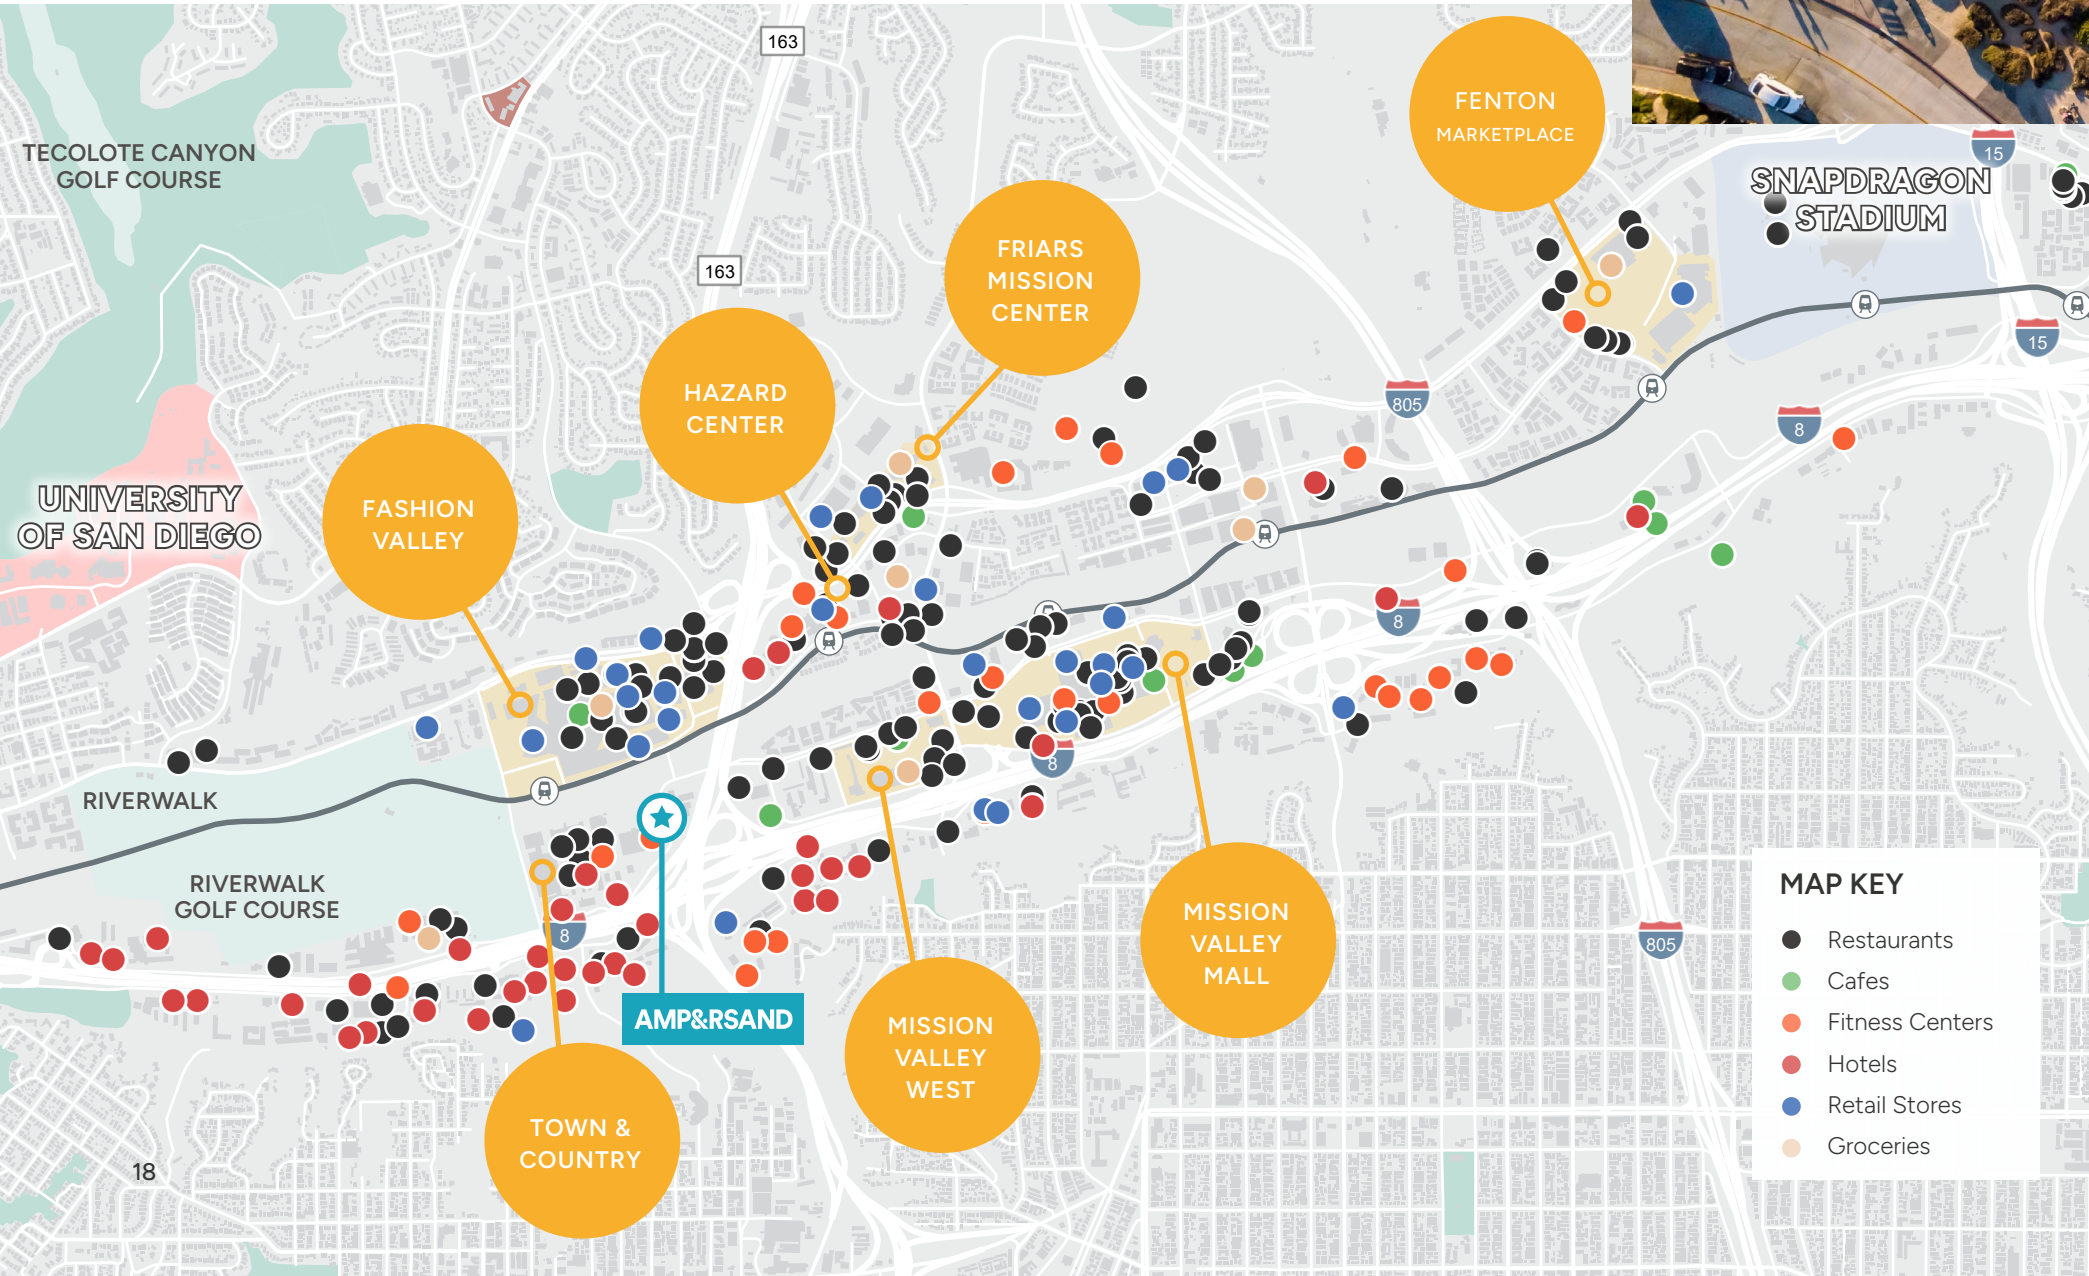 163
FENTON
MARKETPLACE
15
TECOLOTE CANYON
GOLF COURSE
SNAPDRAGON
STADIUM
FRIARS
MISSION
CENTER
163
15
HAZARD
CENTER
805
8
UNIVERSITY
OF SAN DIEGO
FASHION
VALLEY
8
8
RIVERWALK
RIVERWALK
GOLF COURSE
8
MISSION
VALLEY
MALL
805
AMP&RSAND
MISSION
VALLEY
WEST
TOWN &
COUNTRY
MAP KEY
Restaurants
Cafes
Fitness Centers
Hotels
Retail Stores
Groceries
18